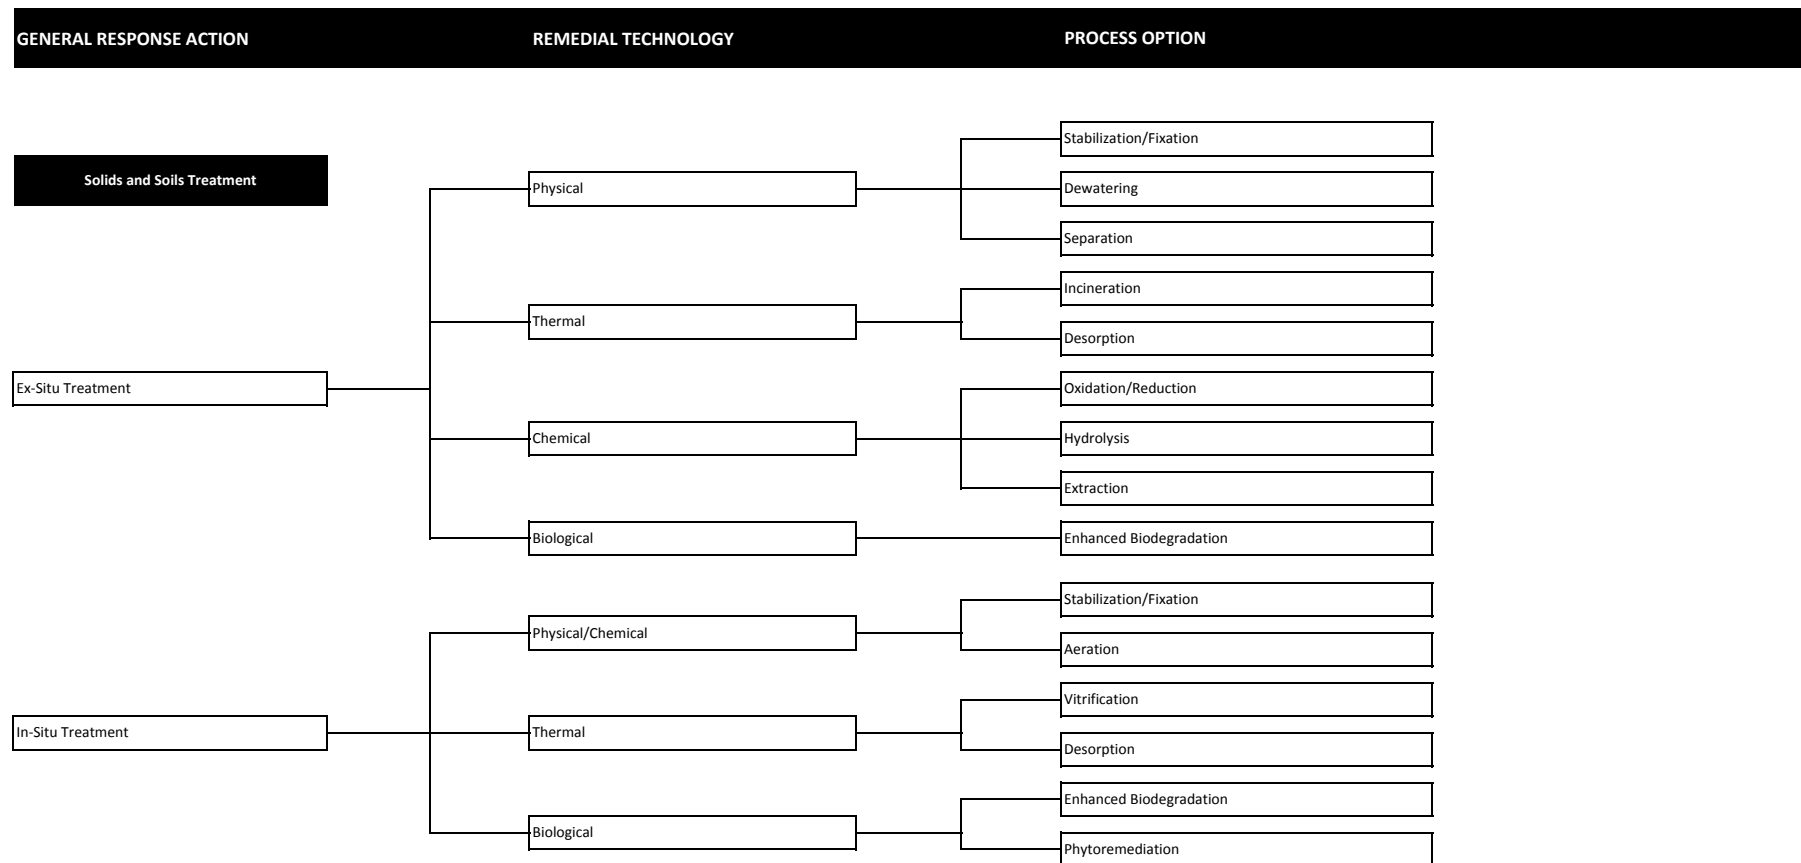 GENERAL RESPONSE ACTION
REMEDIAL TECHNOLOGY
PROCESS OPTION
Solids and Soils Treatment
Ex-Situ Treatment
Physical
Stabilization/Fixation
Dewatering
Separation
Thermal
Incineration
Desorption
Chemical
Oxidation/Reduction
Hydrolysis
Extraction
Biological
Enhanced Biodegradation
In-Situ Treatment
Physical/Chemical
Stabilization/Fixation
Aeration
Thermal
Vitrification
Desorption
Biological
Enhanced Biodegradation
Phytoremediation